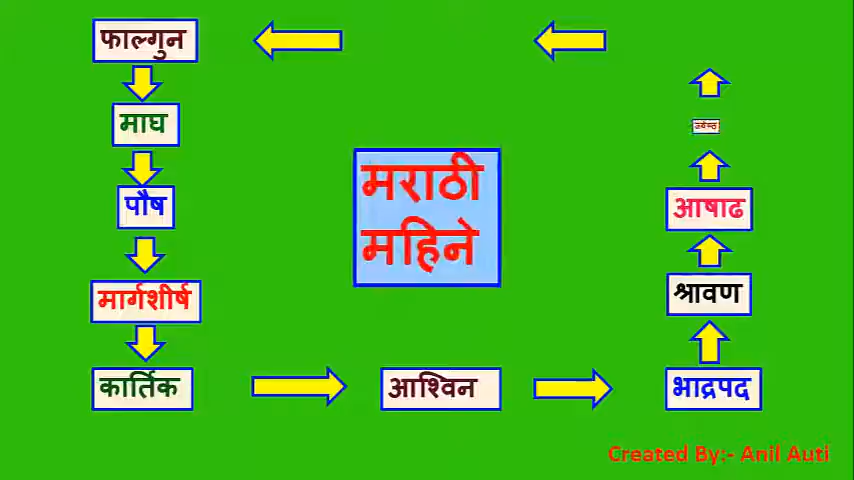 फाल्गुन
माघ
पौष
मार्गशीर्ष
कार्तिक
आश्विन
भाद्रपद
श्रावण
आषाढ
ज्येष्ठ
मराठी
महिने
Created By:- Anil Auti